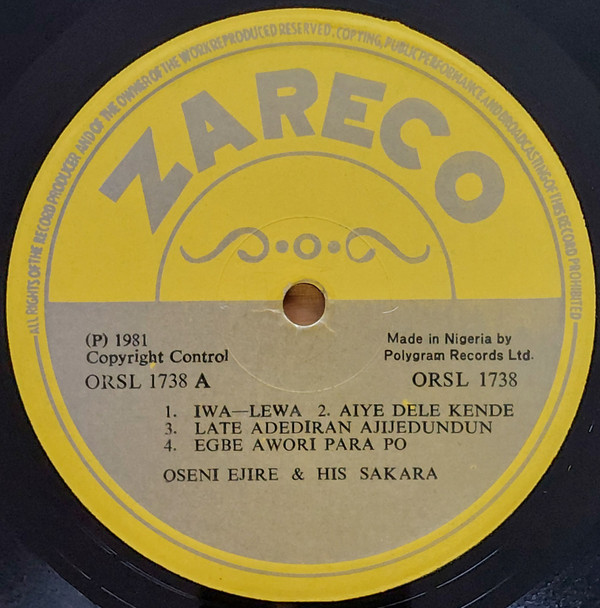 ALL RIGHTS OF THE RECORD PRODUCER AND OF THE OWNER OF THE WORK REPRODUCED RESERVED. COPYING, PUBLIC PERFORMANCE AND BROADCASTING OF THIS RECORD PROHIBITED
ZARECO
(P) 1981
Copyright Control
Made in Nigeria by
Polygram Records Ltd.
ORSL 1738 A
ORSL 1738
1. IWA—LEWA 2. AIYE DELE KENDE
3. LATE ADEDIRAN AJIJEDUNDUN
4. EGBE AWORI PARA PO
OSENI EJIRE & HIS SAKARA